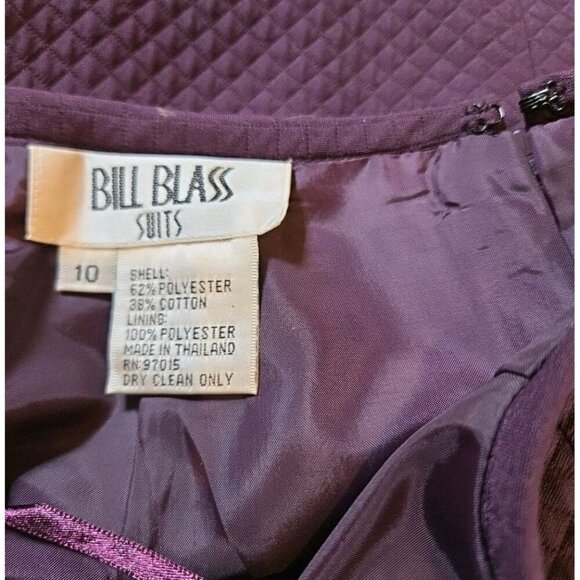 BILL BLASS
SUITS
10
SHELL:
62% POLYESTER
38% COTTON
LINING:
100% POLYESTER
MADE IN THAILAND
RN:97015
DRY CLEAN ONLY